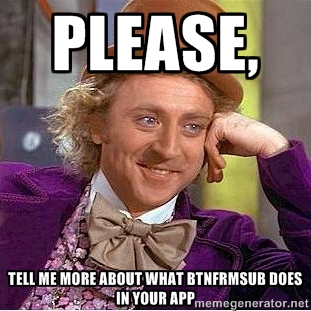 PLEASE,
TELL ME MORE ABOUT WHAT BTNFRMSUB DOES
IN YOUR APP
memegenerator.net